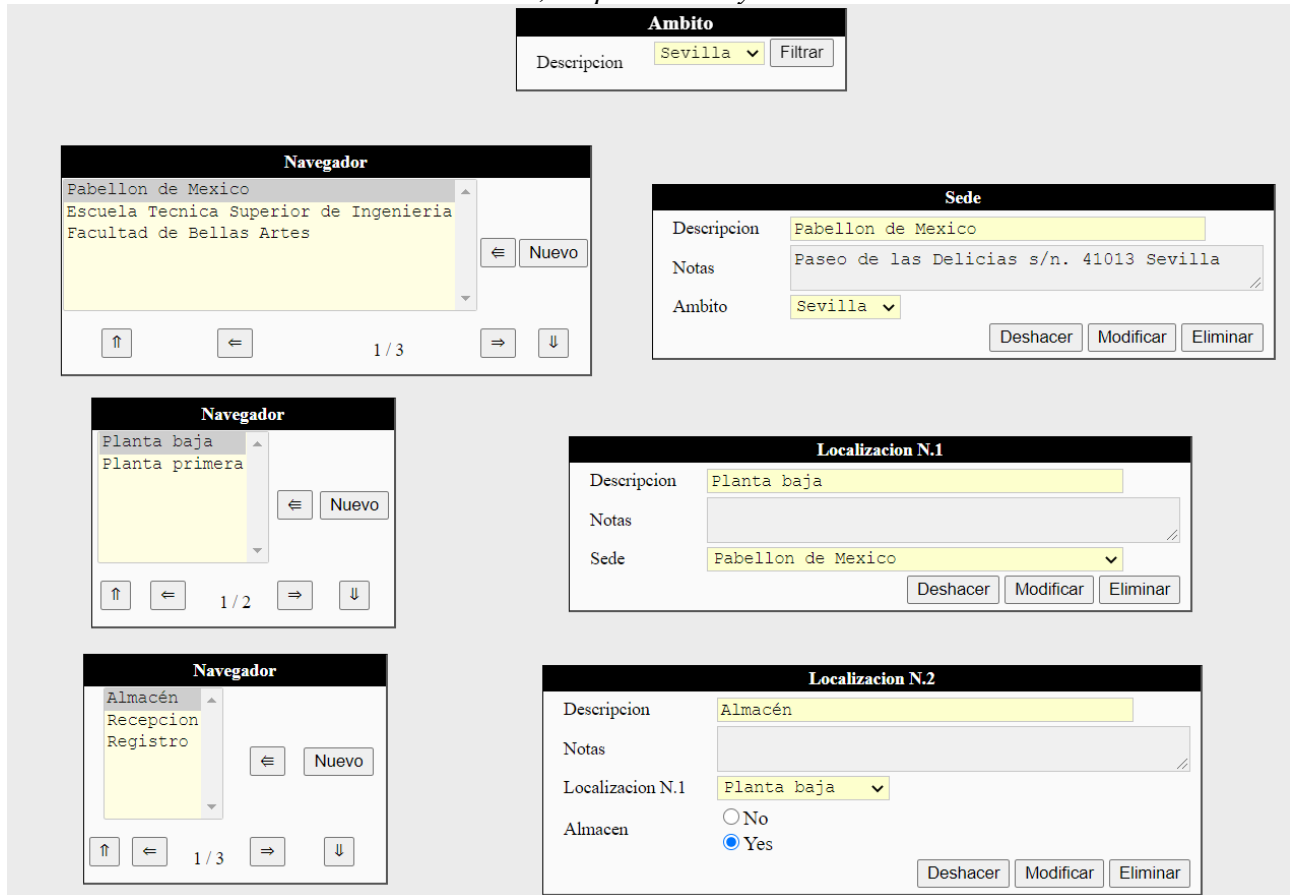 Ambito
Descripcion Sevilla Filtrar
Navegador
Pabellon de Mexico
Escuela Tecnica Superior de Ingenieria
Facultad de Bellas Artes
⇚ Nuevo
⇑ ⇐ 1 / 3 ⇒ ⇓
Sede
Descripcion Pabellon de Mexico
Notas Paseo de las Delicias s/n. 41013 Sevilla
Ambito Sevilla
Deshacer Modificar Eliminar
Navegador
Planta baja
Planta primera
⇚ Nuevo
⇑ ⇐ 1 / 2 ⇒ ⇓
Localizacion N.1
Descripcion Planta baja
Notas
Sede Pabellon de Mexico
Deshacer Modificar Eliminar
Navegador
Almacén
Recepcion
Registro
⇚ Nuevo
⇑ ⇐ 1 / 3 ⇒ ⇓
Localizacion N.2
Descripcion Almacén
Notas
Localizacion N.1 Planta baja
Almacen No
Yes
Deshacer Modificar Eliminar